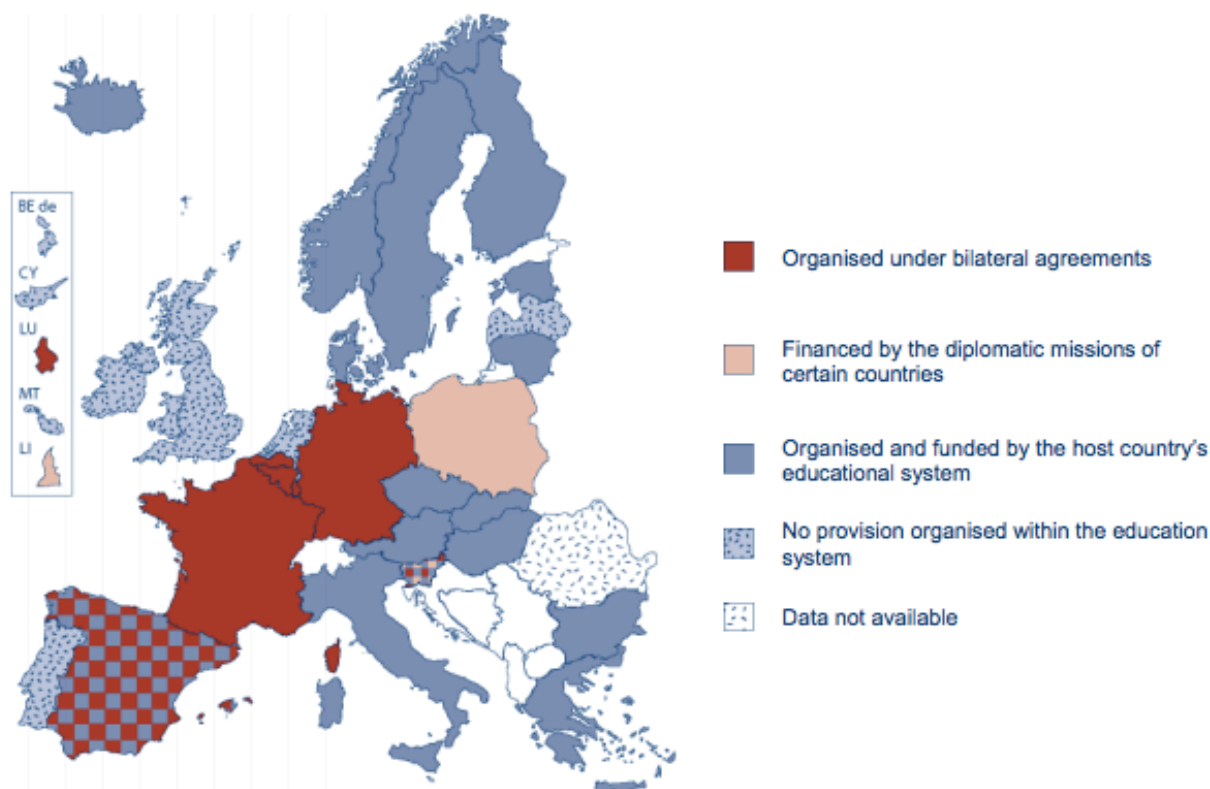 BE de
CY
LU
MT
LI
Organised under bilateral agreements
Financed by the diplomatic missions of
certain countries
Organised and funded by the host country's
educational system
No provision organised within the education
system
Data not available